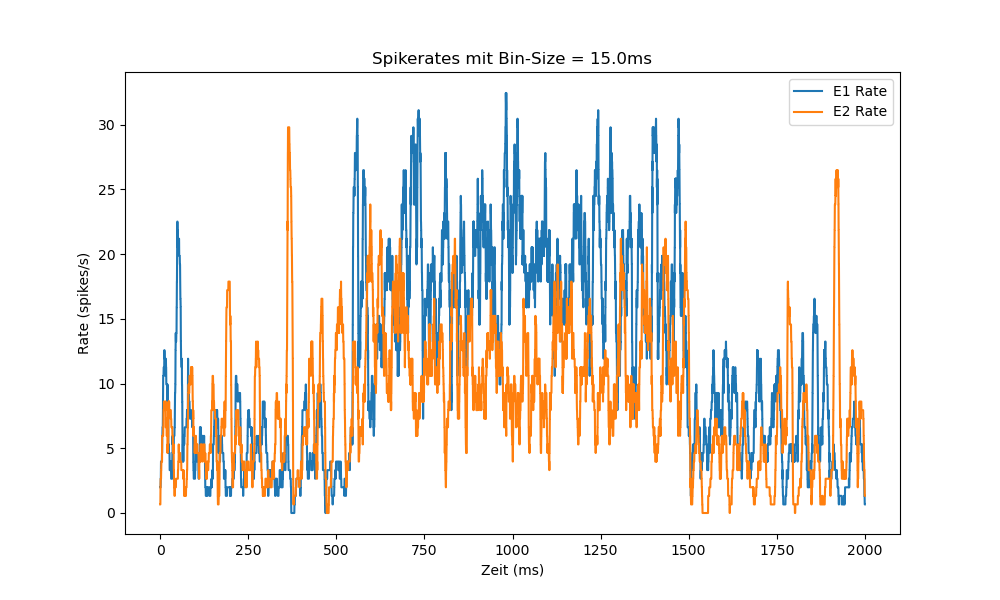 Spikerates mit Bin-Size = 15.0ms
E1 Rate
E2 Rate
Rate (spikes/s)
30
25
20
15
10
5
0
0 250 500 750 1000 1250 1500 1750 2000
Zeit (ms)